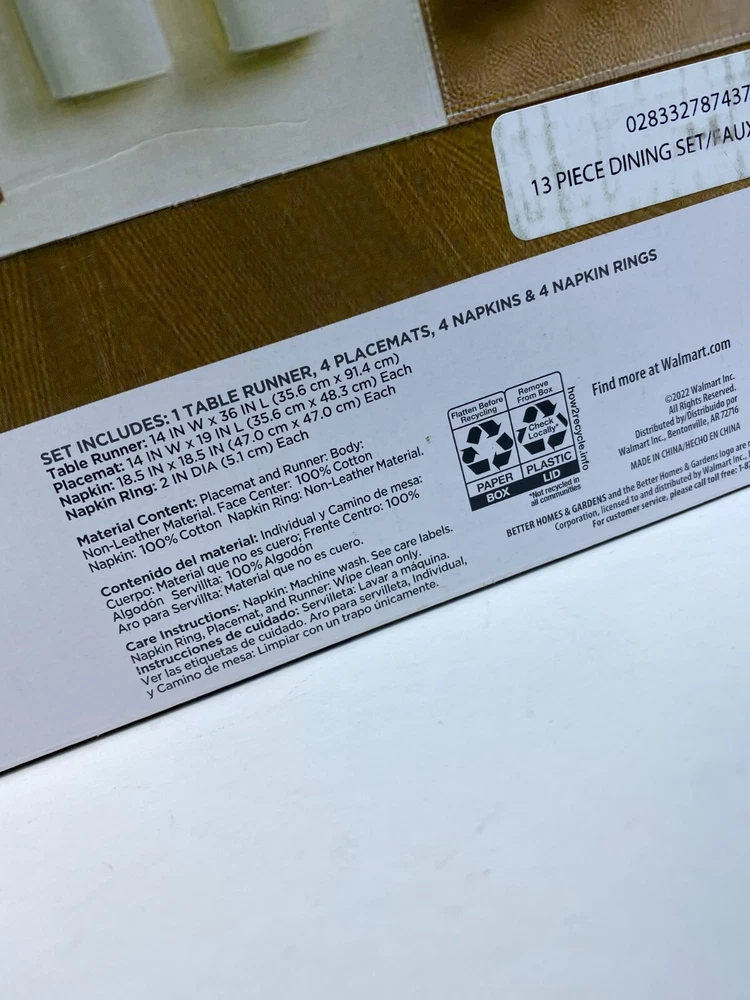 028332787437
13 PIECE DINING SET/FAUX
SET INCLUDES: 1 TABLE RUNNER, 4 PLACEMATS, 4 NAPKINS & 4 NAPKIN RINGS
Table Runner: 14 IN W x 36 IN L (35.6 cm x 91.4 cm)
Placemat: 14 IN W x 19 IN L (35.6 cm x 48.3 cm) Each
Napkin: 18.5 IN x 18.5 IN (47.0 cm x 47.0 cm) Each
Napkin Ring: 2 IN DIA (5.1 cm) Each
Material Content: Placemat and Runner: Body:
Non-Leather Material. Face Center: 100% Cotton
Napkin: 100% Cotton Napkin Ring: Non-Leather Material.
Contenido del material: Individual y Camino de mesa:
Cuerpo: Material que no es cuero; Frente Centro: 100%
Algodón Servillta: 100% Algodón
Aro para Servilla: Material que no es cuero.
Care Instructions: Napkin: Machine wash. See care labels.
Napkin Ring, Placemat, and Runner: Wipe clean only.
Instrucciones de cuidado: Servilleta: Lavar a máquina.
Ver las etiquetas de cuidado. Aro para servilleta, Individual,
y Camino de mesa: Limpiar con un trapo únicamente.
Flatten Before
Recycling
PAPER
BOX
Remove
From Box
Check
Locally*
PLASTIC
LID
*Not recycled in
all communities
how2recycle.info
Find more at Walmart.com
©2022 Walmart Inc.
All Rights Reserved.
Distributed by/Distribuido por
Walmart Inc., Bentonville, AR 72716
MADE IN CHINA/HECHO EN CHINA
BETTER HOMES & GARDENS and the Better Homes & Gardens logo are
Corporation, licensed to and distributed by Walmart Inc.,
For customer service, please call toll free: 1-8